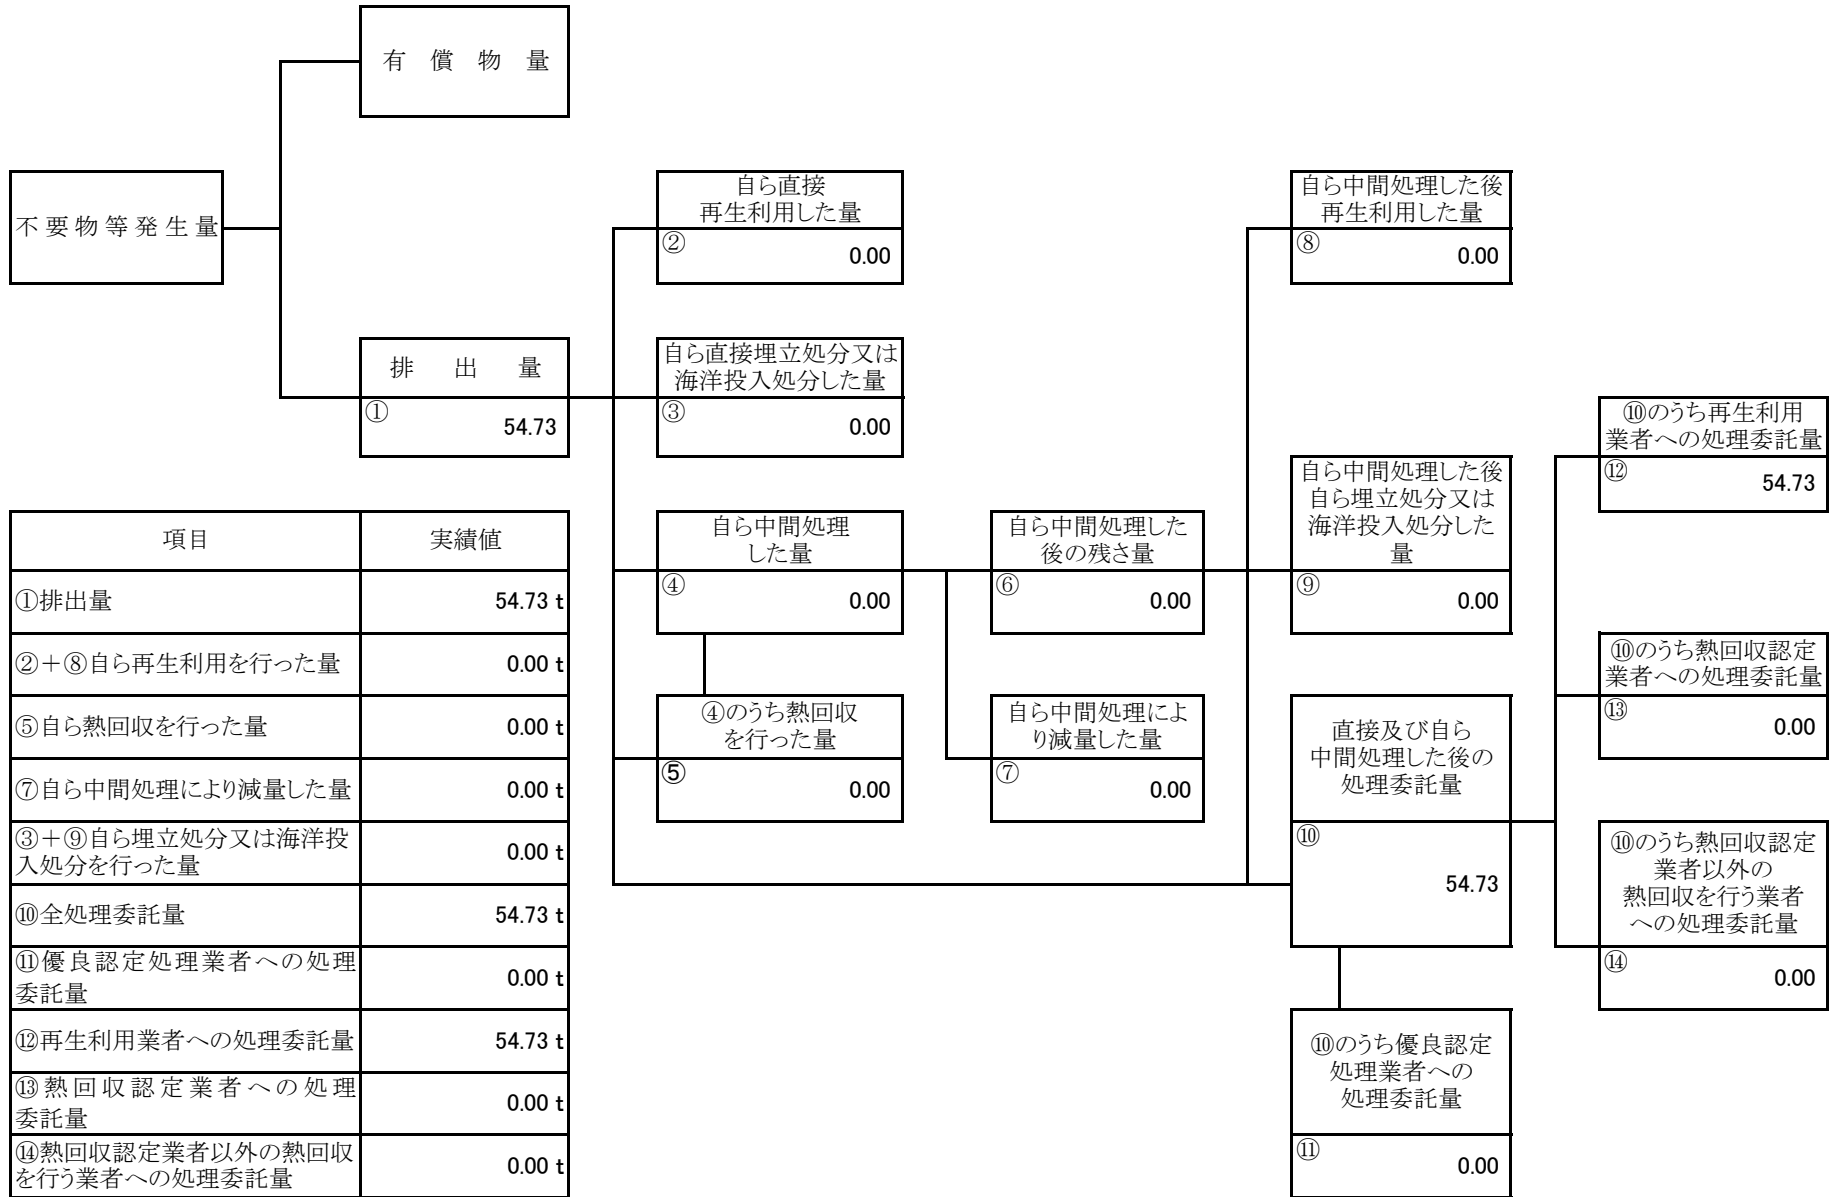 有償物量
不要物等発生量
排出量
①
54.73
自ら直接
再生利用した量
②
0.00
自ら直接埋立処分又は
海洋投入処分した量
③
0.00
自ら中間処理
した量
④
0.00
④のうち熱回収
を行った量
⑤
0.00
自ら中間処理した
後の残さ量
⑥
0.00
自ら中間処理によ
り減量した量
⑦
0.00
自ら中間処理した後
再生利用した量
⑧
0.00
自ら中間処理した後
自ら埋立処分又は
海洋投入処分した
量
⑨
0.00
直接及び自ら
中間処理した後の
処理委託量
⑩
54.73
⑩のうち優良認定
処理業者への
処理委託量
⑪
0.00
⑩のうち再生利用
業者への処理委託量
⑫
54.73
⑩のうち熱回収認定
業者への処理委託量
⑬
0.00
⑩のうち熱回収認定
業者以外の
熱回収を行う業者
への処理委託量
⑭
0.00
項目 実績値
①排出量 54.73 t
②＋⑧自ら再生利用を行った量 0.00 t
⑤自ら熱回収を行った量 0.00 t
⑦自ら中間処理により減量した量 0.00 t
③＋⑨自ら埋立処分又は海洋投
入処分を行った量 0.00 t
⑩全処理委託量 54.73 t
⑪優良認定処理業者への処理
委託量 0.00 t
⑫再生利用業者への処理委託量 54.73 t
⑬熱回収認定業者への処理
委託量 0.00 t
⑭熱回収認定業者以外の熱回収
を行う業者への処理委託量 0.00 t